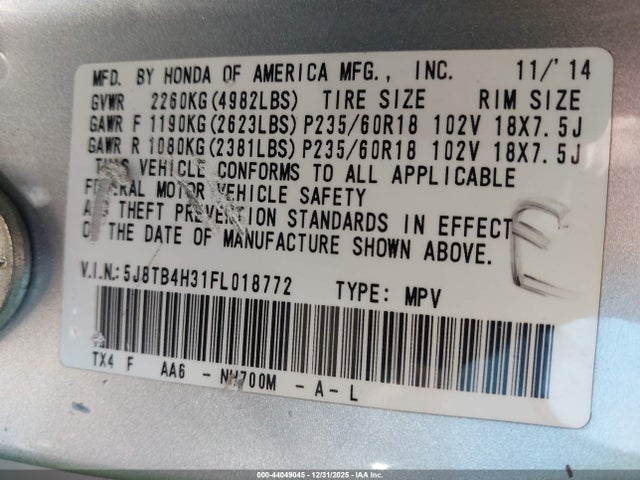 MFD. BY HONDA OF AMERICA MFG., INC. 11/'14
GVWR 2260KG(4982LBS) TIRE SIZE RIM SIZE
GAWR F 1190KG(2623LBS) P235/60R18 102V 18X7.5J
GAWR R 1080KG(2381LBS) P235/60R18 102V 18X7.5J
THIS VEHICLE CONFORMS TO ALL APPLICABLE
FEDERAL MOTOR VEHICLE SAFETY
AND THEFT PREVENTION STANDARDS IN EFFECT
ON THE DATE OF MANUFACTURE SHOWN ABOVE.
E
V.I.N.:5J8TB4H31FL018772 TYPE: MPV
TX4 F AA6 - NH700M - A - L
000-44049045 - 12/31/2025 - IAAI.COM